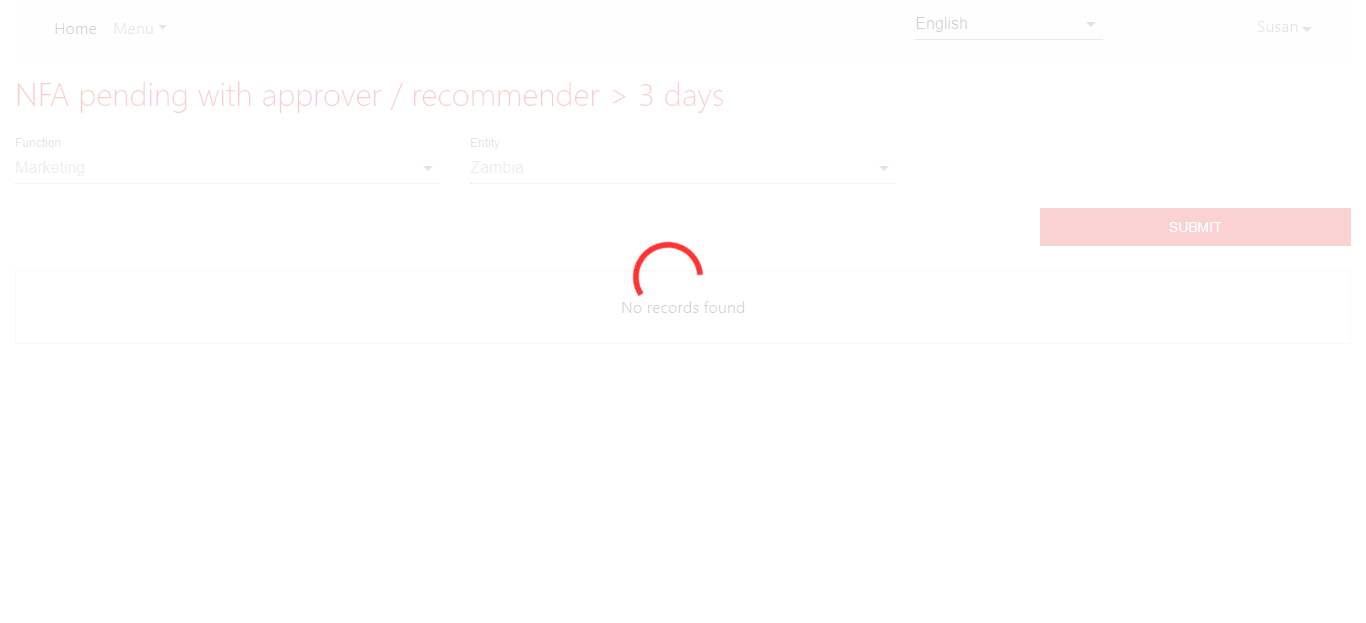 Home Menu English Susan
NFA pending with approver / recommender > 3 days
Function Entity
Marketing Zambia
SUBMIT
No records found